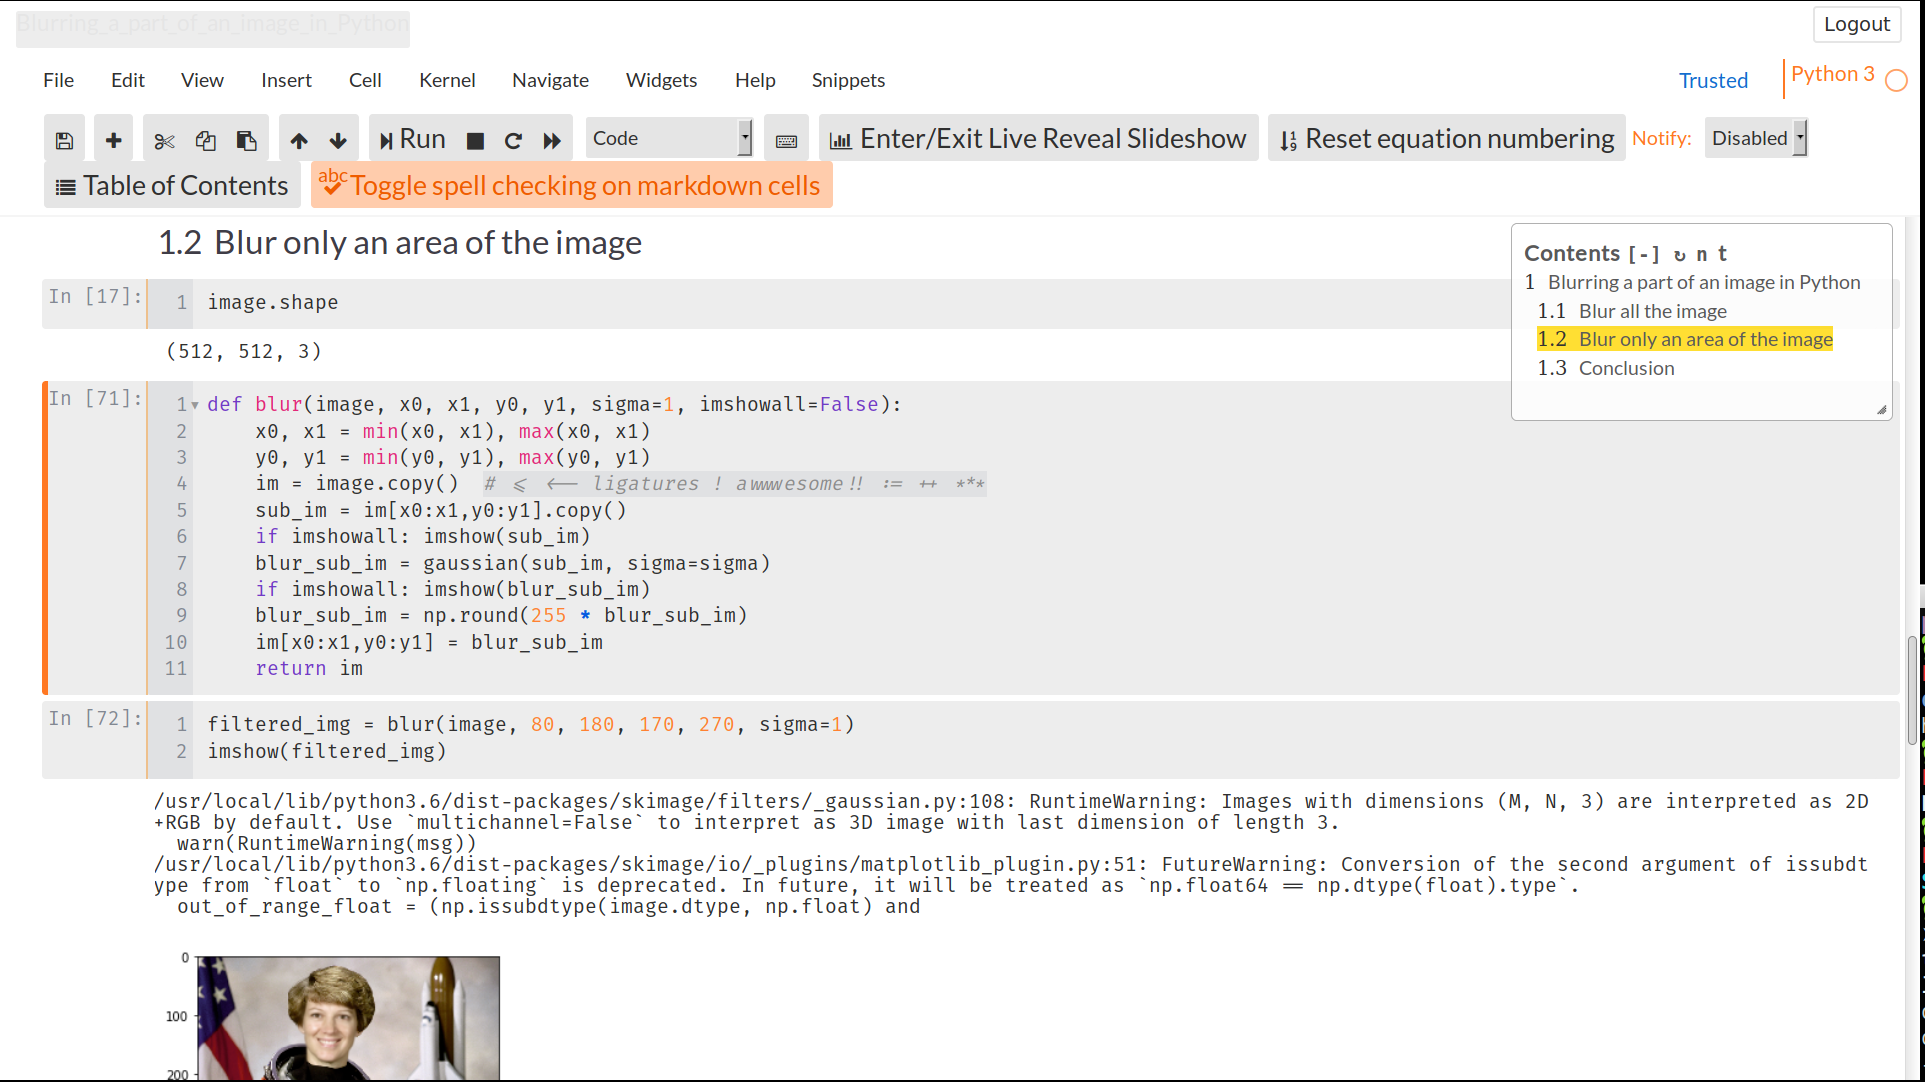 Blurring_a_part_of_an_image_in_Python
Logout
File Edit View Insert Cell Kernel Navigate Widgets Help Snippets
Trusted
Python 3
Run
Code
Enter/Exit Live Reveal Slideshow
Reset equation numbering
Notify:
Disabled
Table of Contents
abc Toggle spell checking on markdown cells
1.2 Blur only an area of the image
Contents [-] ↻ n t
1 Blurring a part of an image in Python
1.1 Blur all the image
1.2 Blur only an area of the image
1.3 Conclusion
In [17]:
1 image.shape
(512, 512, 3)
In [71]:
1 def blur(image, x0, x1, y0, y1, sigma=1, imshowall=False):
2     x0, x1 = min(x0, x1), max(x0, x1)
3     y0, y1 = min(y0, y1), max(y0, y1)
4     im = image.copy()  # ⩽ ⟵ ligatures ! awwwesome!! := ++ ***
5     sub_im = im[x0:x1,y0:y1].copy()
6     if imshowall: imshow(sub_im)
7     blur_sub_im = gaussian(sub_im, sigma=sigma)
8     if imshowall: imshow(blur_sub_im)
9     blur_sub_im = np.round(255 * blur_sub_im)
10     im[x0:x1,y0:y1] = blur_sub_im
11     return im
In [72]:
1 filtered_img = blur(image, 80, 180, 170, 270, sigma=1)
2 imshow(filtered_img)
/usr/local/lib/python3.6/dist-packages/skimage/filters/_gaussian.py:108: RuntimeWarning: Images with dimensions (M, N, 3) are interpreted as 2D
+RGB by default. Use `multichannel=False` to interpret as 3D image with last dimension of length 3.
  warn(RuntimeWarning(msg))
/usr/local/lib/python3.6/dist-packages/skimage/io/_plugins/matplotlib_plugin.py:51: FutureWarning: Conversion of the second argument of issubdt
ype from `float` to `np.floating` is deprecated. In future, it will be treated as `np.float64 == np.dtype(float).type`.
  out_of_range_float = (np.issubdtype(image.dtype, np.float) and
0
100
200